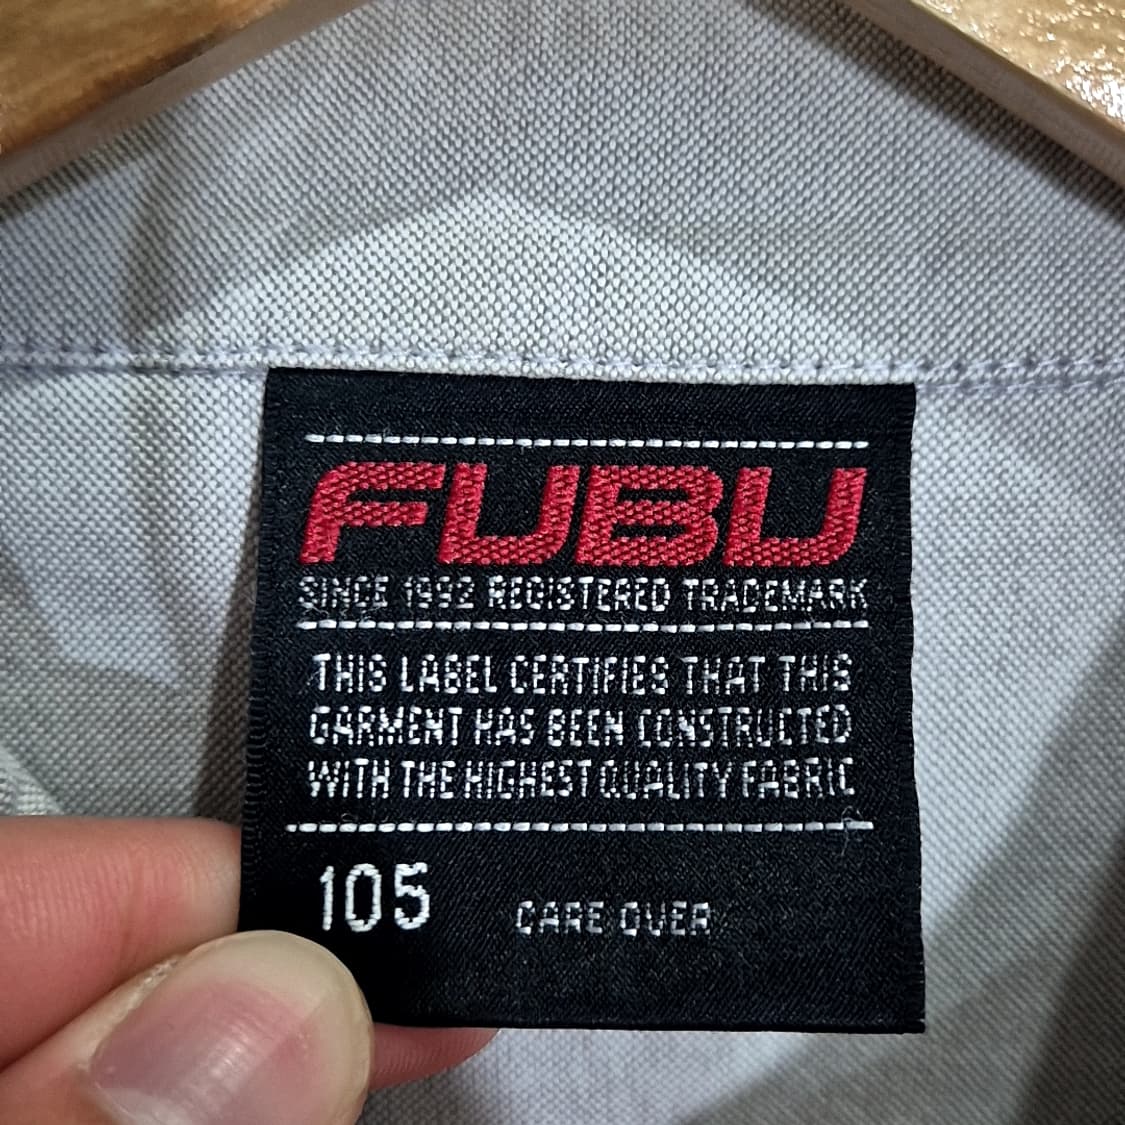 FUBU
SINCE 1992 REGISTERED TRADEMARK
THIS LABEL CERTIFIES THAT THIS
GARMENT HAS BEEN CONSTRUCTED
WITH THE HIGHEST QUALITY FABRIC
105 CARE OVER